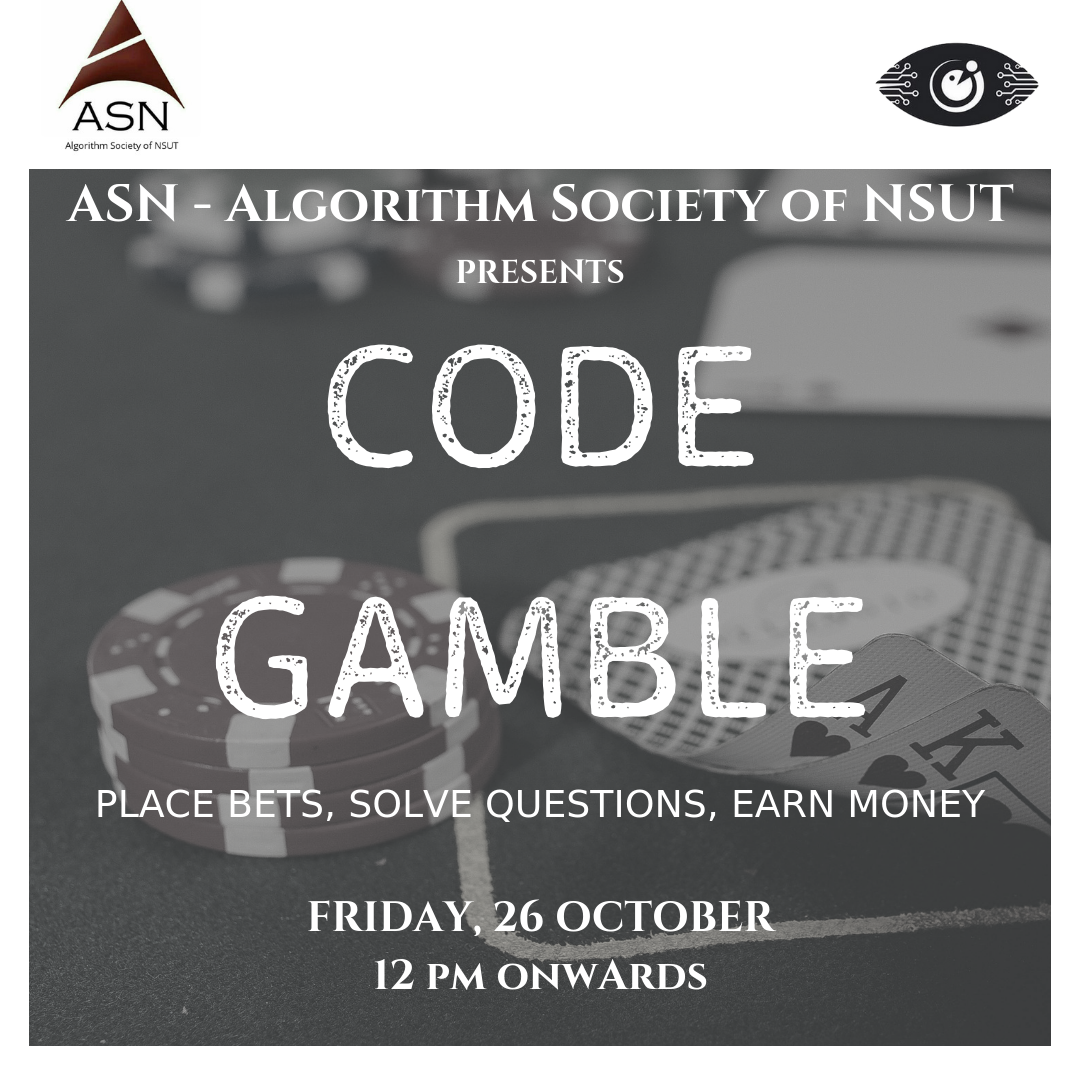 ASN
Algorithm Society of NSUT
ASN - Algorithm Society of NSUT
PRESENTS
CODE
GAMBLE
A K
PLACE BETS, SOLVE QUESTIONS, EARN MONEY
FRIDAY, 26 OCTOBER
12 PM ONWARDS